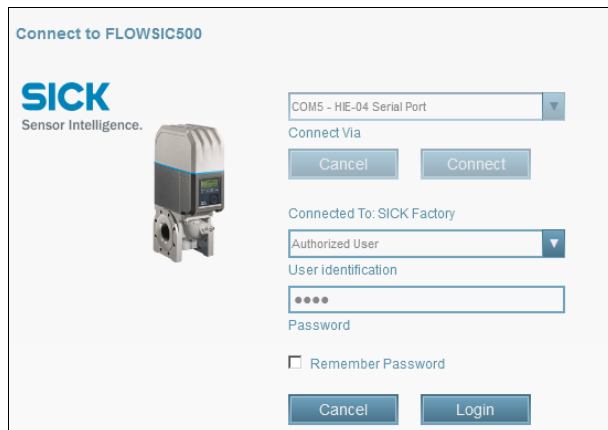 Connect to FLOWSIC500
SICK
Sensor Intelligence.
COM5 - HIE-04 Serial Port
Connect Via
Cancel
Connect
Connected To: SICK Factory
Authorized User
User identification
●●●●
Password
Remember Password
Cancel
Login